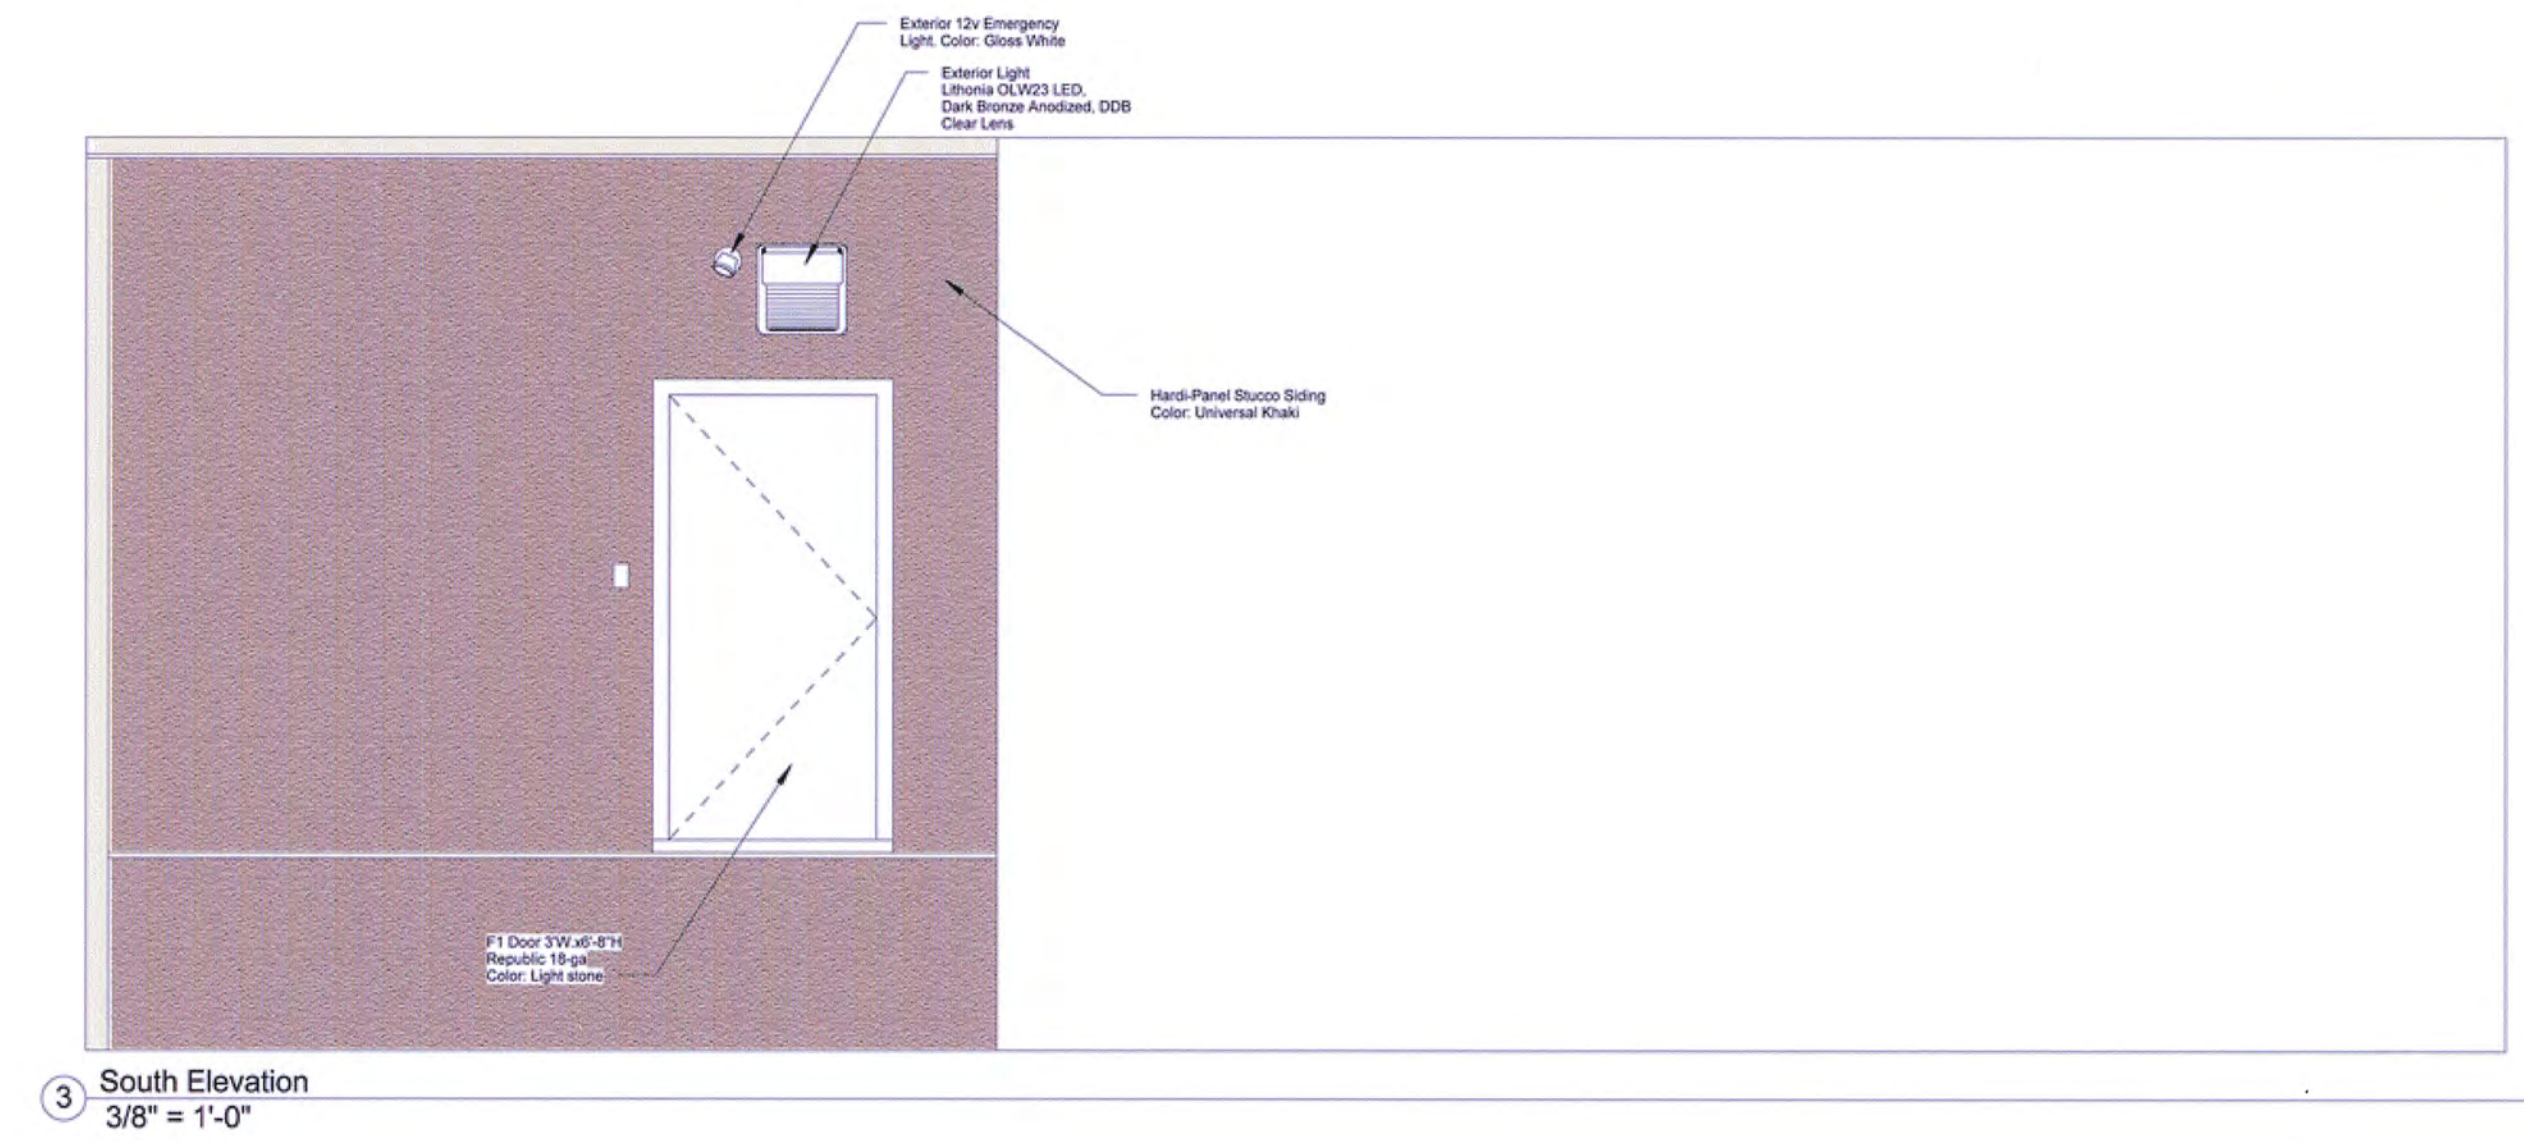 Exterior 12v Emergency
Light. Color: Gloss White
Exterior Light
Lithonia OLW23 LED,
Dark Bronze Anodized, DDB
Clear Lens
Hardi-Panel Stucco Siding
Color: Universal Khaki
F1 Door 3'W.x6'-8"H
Republic 18-ga
Color: Light stone
3
South Elevation
3/8" = 1'-0"